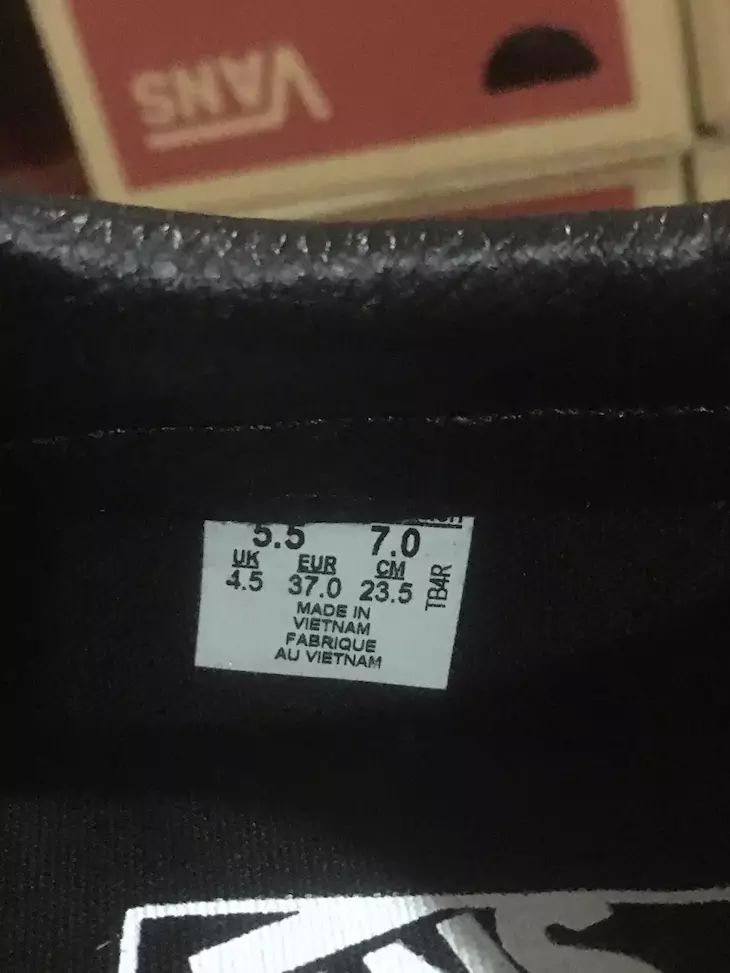 VANS
5.5 7.0
UK EUR CM
4.5 37.0 23.5
TB4R
MADE IN
VIETNAM
FABRIQUE
AU VIETNAM